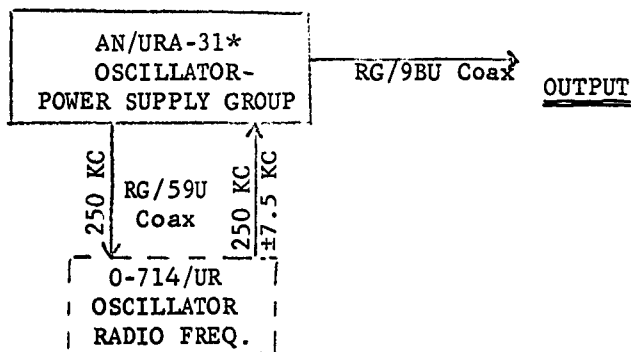 AN/URA-31*
OSCILLATOR-
POWER SUPPLY GROUP
RG/9BU Coax
OUTPUT
250 KC
RG/59U
Coax
250 KC
±7.5 KC
O-714/UR
OSCILLATOR
RADIO FREQ.